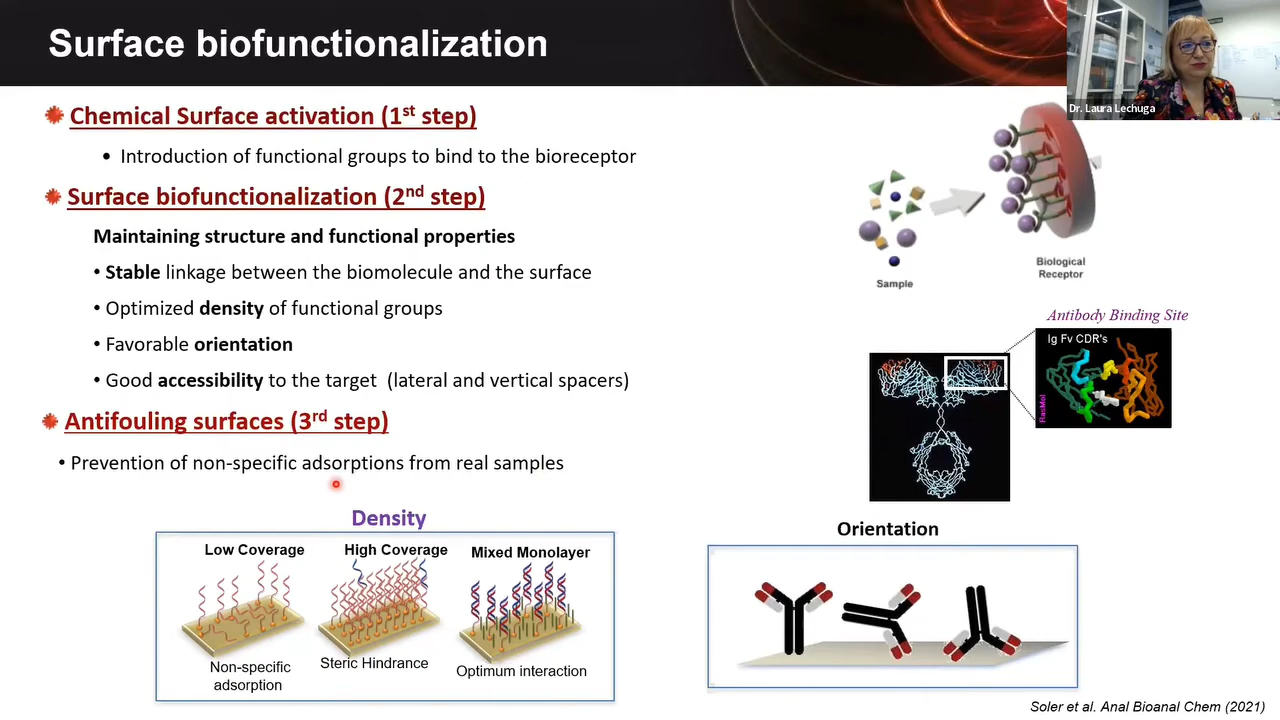 Surface biofunctionalization
Dr. Laura Lechuga
Chemical Surface activation (1st step)
• Introduction of functional groups to bind to the bioreceptor
Surface biofunctionalization (2nd step)
Maintaining structure and functional properties
• Stable linkage between the biomolecule and the surface
• Optimized density of functional groups
• Favorable orientation
• Good accessibility to the target (lateral and vertical spacers)
Antifouling surfaces (3rd step)
• Prevention of non-specific adsorptions from real samples
Sample
Biological
Receptor
Antibody Binding Site
Ig Fv CDR's
RasMol
Density
Low Coverage
High Coverage
Mixed Monolayer
Non-specific
adsorption
Steric Hindrance
Optimum interaction
Orientation
Soler et al. Anal Bioanal Chem (2021)